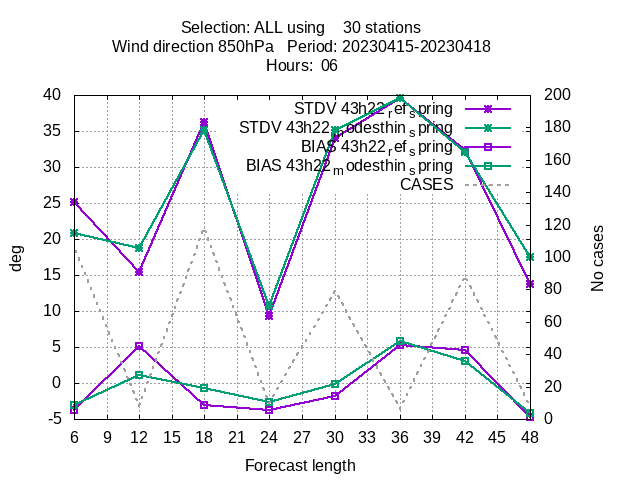 Selection: ALL using    30 stations
Wind direction 850hPa   Period: 20230415-20230418
Hours:  06
40 200
35 180
30 160
25 140
20 120
15 100
10 80
5 60
0 40
-5 20
0
STDV 43h22_ref_spring
STDV 43h22_modesthin_spring
BIAS 43h22_ref_spring
BIAS 43h22_modesthin_spring
CASES
deg
No cases
6 9 12 15 18 21 24 27 30 33 36 39 42 45 48
Forecast length